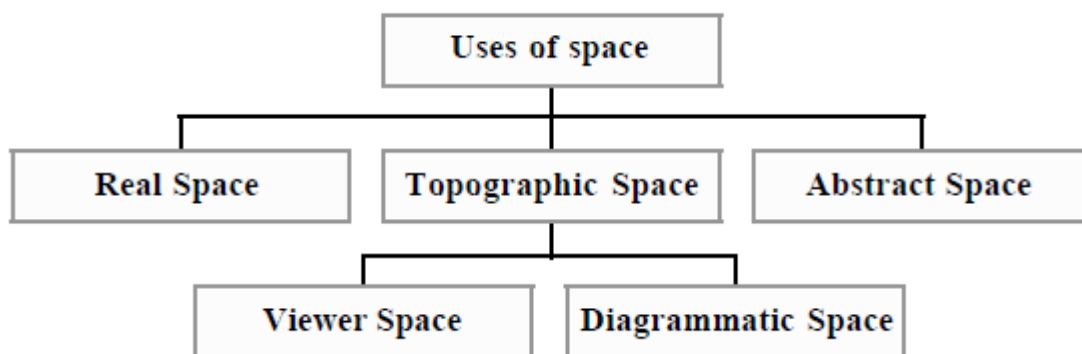 Uses of space
Real Space
Topographic Space
Abstract Space
Viewer Space
Diagrammatic Space